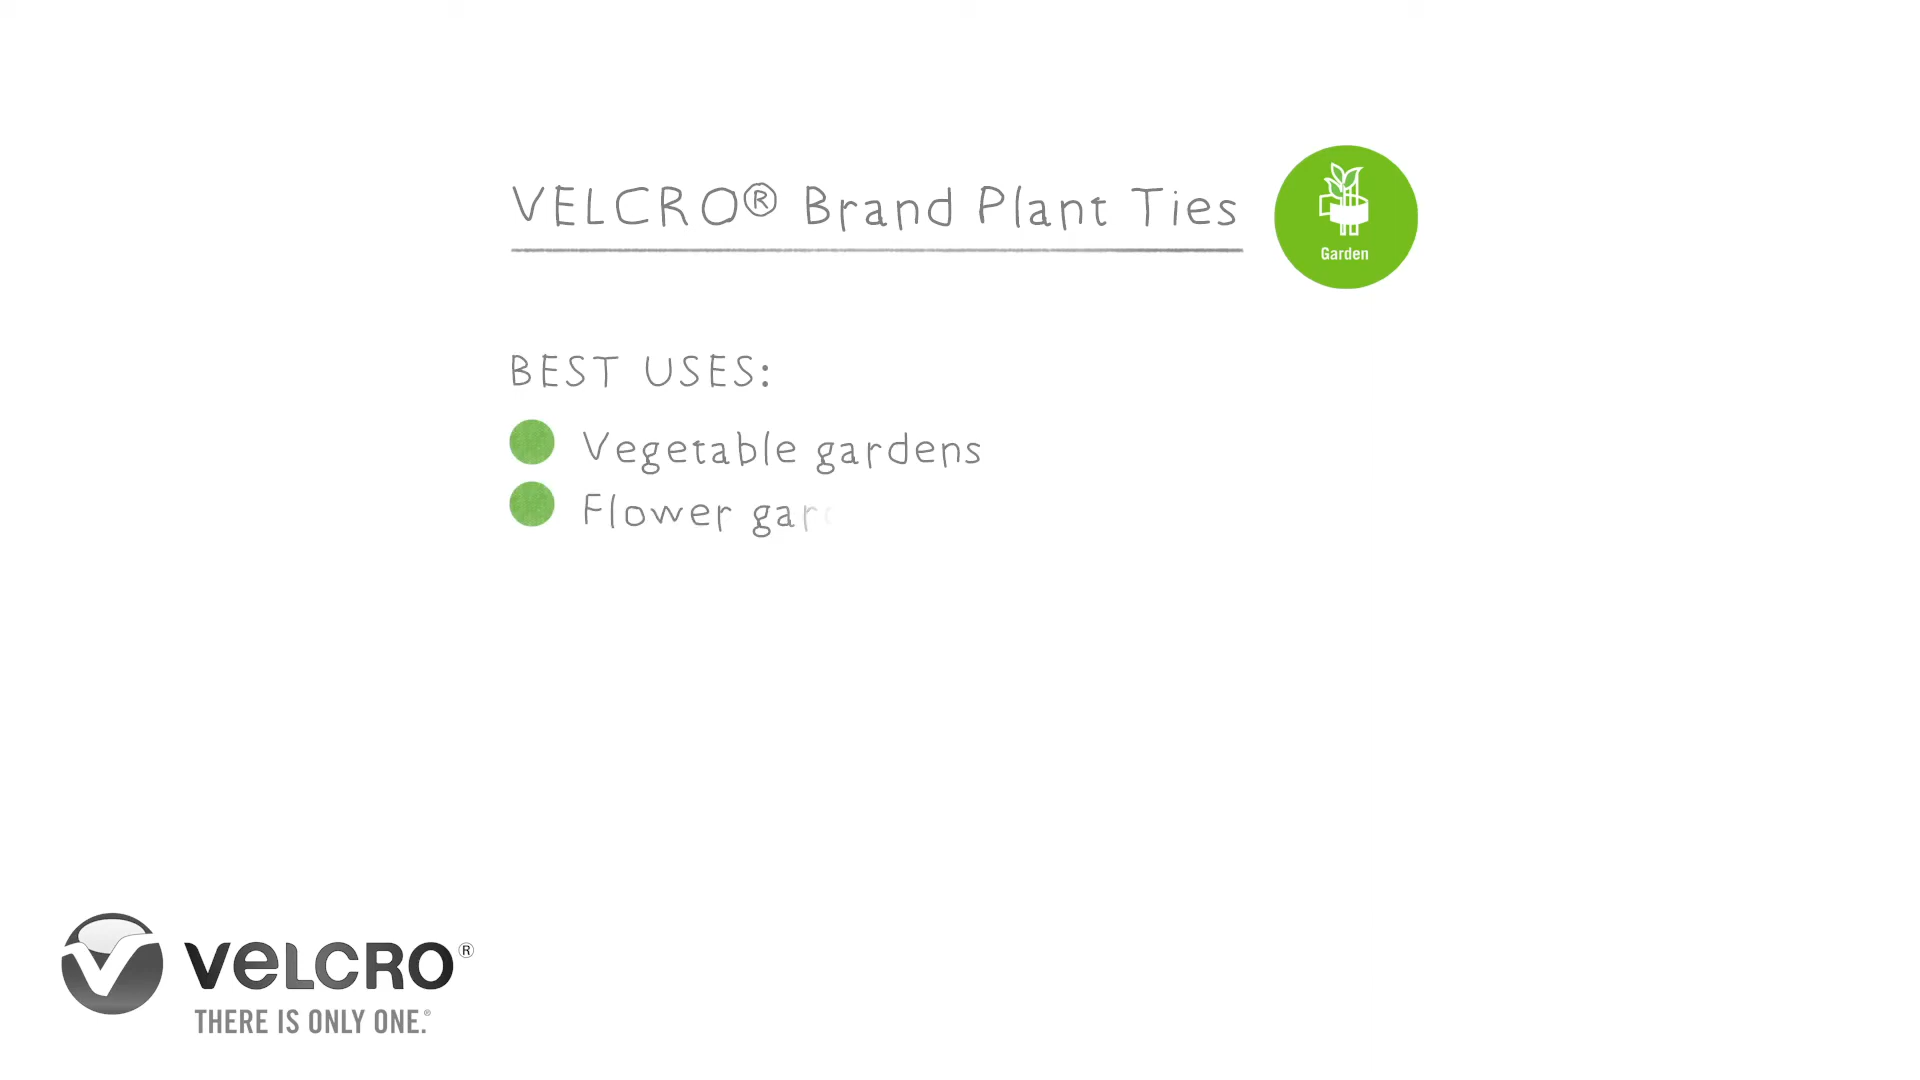 VELCRO® Brand Plant Ties
Garden
BEST USES:
Vegetable gardens
Flower
VELCRO®
THERE IS ONLY ONE.®